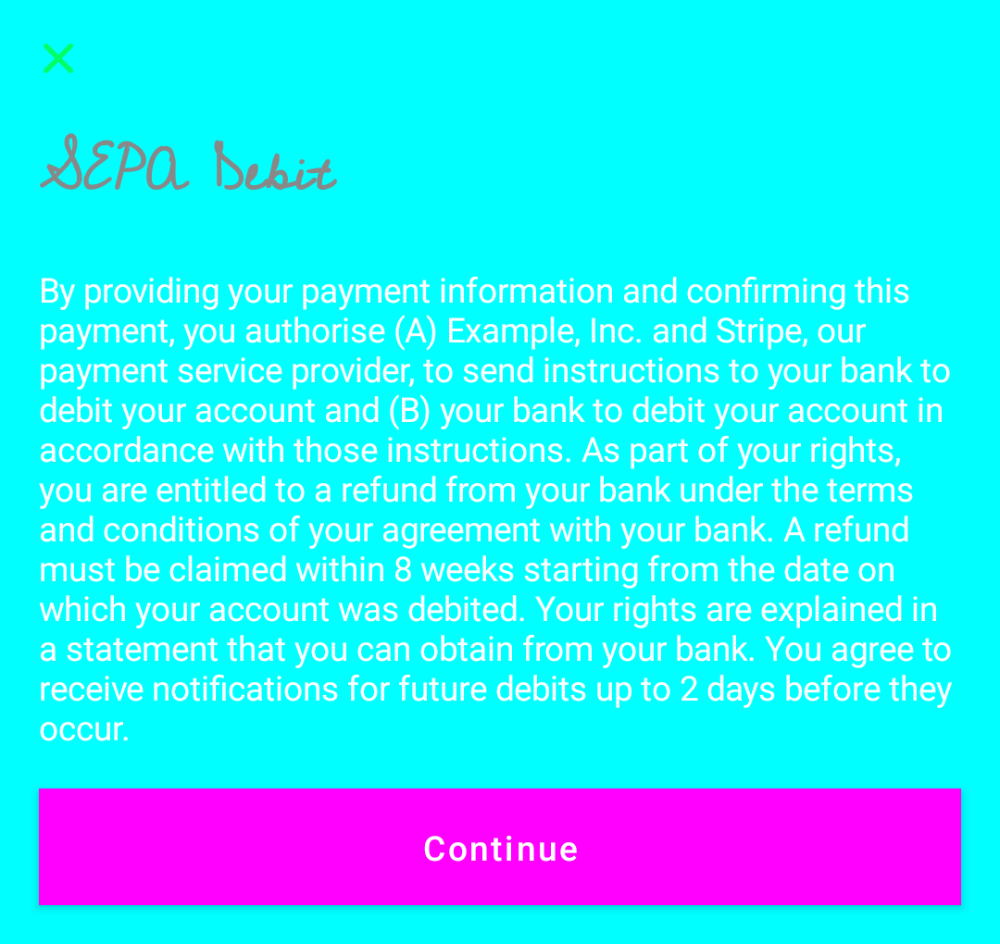 SEPA Debit
By providing your payment information and confirming this
payment, you authorise (A) Example, Inc. and Stripe, our
payment service provider, to send instructions to your bank to
debit your account and (B) your bank to debit your account in
accordance with those instructions. As part of your rights,
you are entitled to a refund from your bank under the terms
and conditions of your agreement with your bank. A refund
must be claimed within 8 weeks starting from the date on
which your account was debited. Your rights are explained in
a statement that you can obtain from your bank. You agree to
receive notifications for future debits up to 2 days before they
occur.
Continue